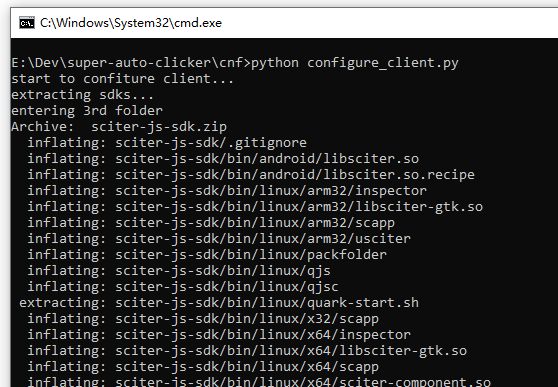 C:\Windows\System32\cmd.exe
E:\Dev\super-auto-clicker\cnf>python configure_client.py
start to confiture client...
extracting sdks...
entering 3rd folder
Archive:  sciter-js-sdk.zip
  inflating: sciter-js-sdk/.gitignore
  inflating: sciter-js-sdk/bin/android/libsciter.so
  inflating: sciter-js-sdk/bin/android/libsciter.so.recipe
  inflating: sciter-js-sdk/bin/linux/arm32/inspector
  inflating: sciter-js-sdk/bin/linux/arm32/libsciter-gtk.so
  inflating: sciter-js-sdk/bin/linux/arm32/scapp
  inflating: sciter-js-sdk/bin/linux/arm32/usciter
  inflating: sciter-js-sdk/bin/linux/packfolder
  inflating: sciter-js-sdk/bin/linux/qjs
  inflating: sciter-js-sdk/bin/linux/qjsc
 extracting: sciter-js-sdk/bin/linux/quark-start.sh
  inflating: sciter-js-sdk/bin/linux/x32/scapp
  inflating: sciter-js-sdk/bin/linux/x64/inspector
  inflating: sciter-js-sdk/bin/linux/x64/libsciter-gtk.so
  inflating: sciter-js-sdk/bin/linux/x64/scapp
  inflating: sciter-js-sdk/bin/linux/x64/sciter-component.so